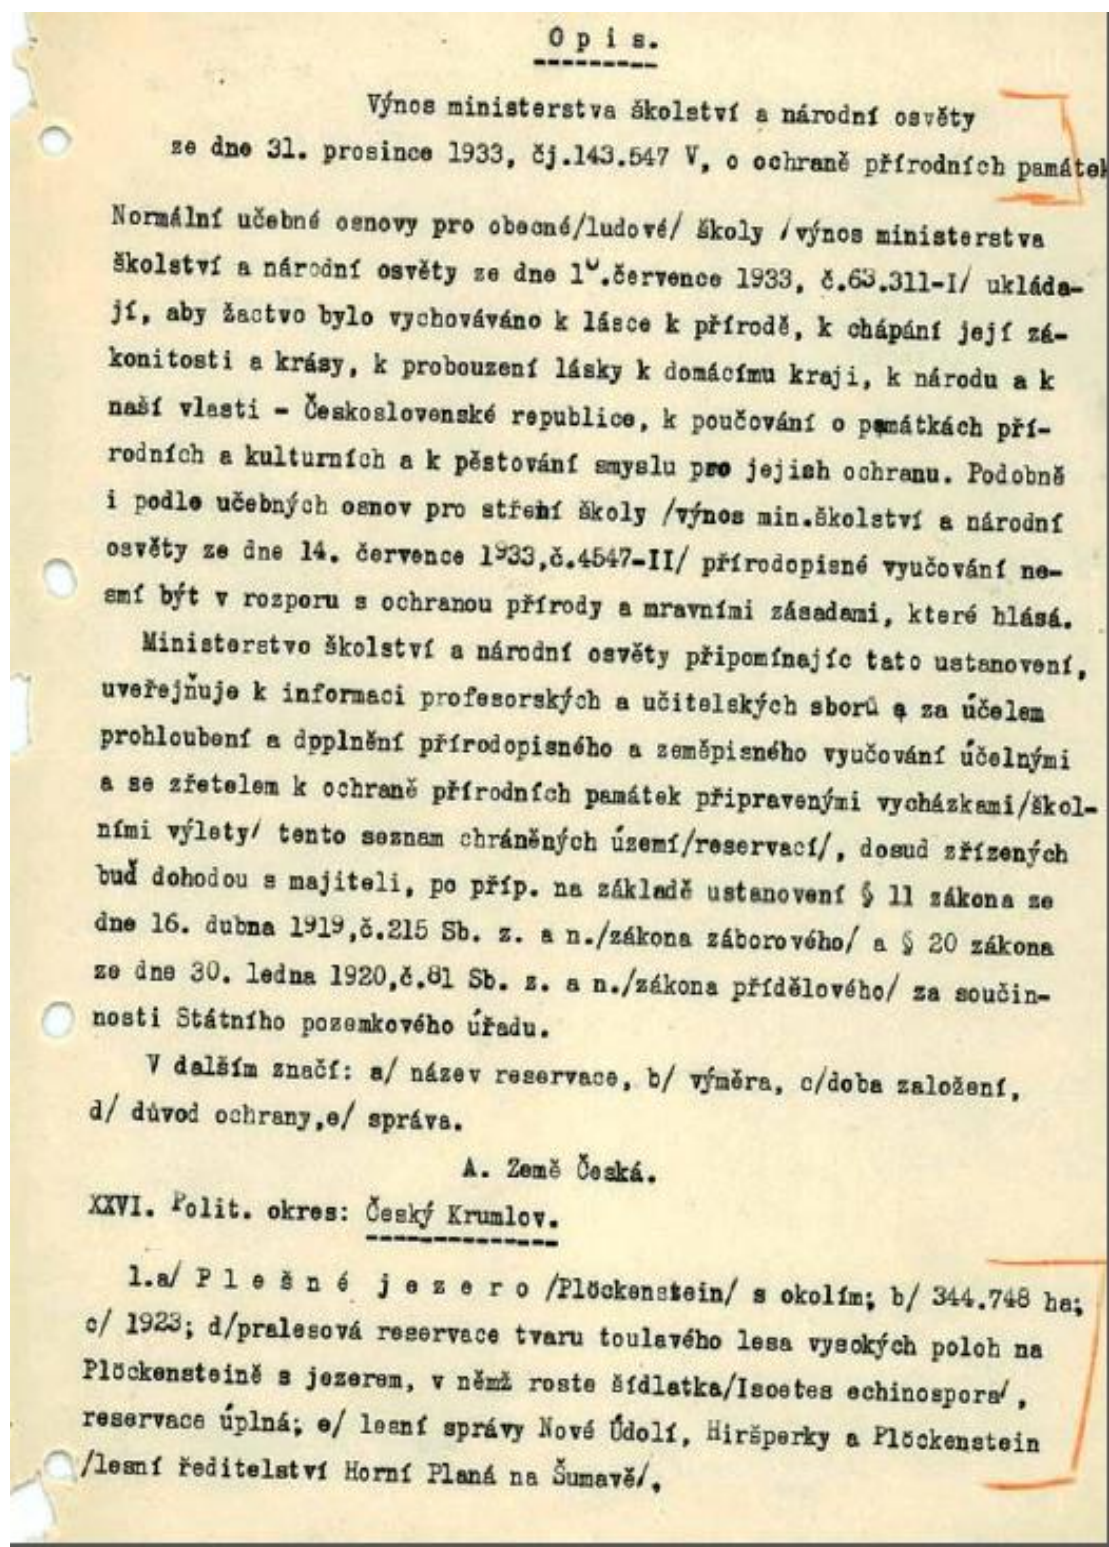 O p i s.
Výnos ministerstva školství a národní osvěty
ze dne 31. prosince 1933, čj.143.547 V, o ochraně přírodních památek
Normální učebné osnovy pro obecné/ludové/ školy /výnos ministerstva
školství a národní osvěty ze dne 10.července 1933, č.63.311-I/ ukláda-
jí, aby žactvo bylo vychováváno k lásce k přírodě, k chápání její zá-
konitosti a krásy, k probouzení lásky k domácímu kraji, k národu a k
naší vlasti - Československé republice, k poučování o památkách pří-
rodních a kulturních a k pěstování smyslu pro jejish ochranu. Podobně
i podle učebných osnov pro stření školy /výnos min.školství a národní
osvěty ze dne 14. července 1933,č.4547-II/ přírodopisné vyučování ne-
smí být v rozporu s ochranou přírody a mravními zásadami, které hlásá.
Ministerstvo školství a národní osvěty připomínajíc tato ustanovení,
uveřejňuje k informaci profesorských a učitelských sborů a za účelem
prohloubení a dpplnění přírodopisného a zeměpisného vyučování účelnými
a se zřetelem k ochraně přírodních památek připravenými vycházkami/škol-
ními výlety/ tento seznam chráněných území/reservací/, dosud zřízených
buď dohodou s majiteli, po příp. na základě ustanovení § 11 zákona ze
dne 16. dubna 1919,č.215 Sb. z. a n./zákona záborového/ a § 20 zákona
ze dne 30. ledna 1920,č.81 Sb. z. a n./zákona přídělového/ za součin-
nosti Státního pozemkového úřadu.
V dalším značí: a/ název reservace, b/ výměra, c/doba založení,
d/ důvod ochrany,e/ správa.
A. Země Česká.
XXVI. Polit. okres: Český Krumlov.
1.a/ P l e š n é  j e z e r o /Plöckenstein/ s okolím; b/ 344.748 ha;
c/ 1923; d/pralesová reservace tvaru toulavého lesa vysokých poloh na
Plöckensteině s jezerem, v němž roste šídlatka/Isoetes echinospora/,
reservace úplná; e/ lesní správy Nové Údolí, Hiršperky a Plöckenstein
/lesní ředitelství Horní Planá na Šumavě/.